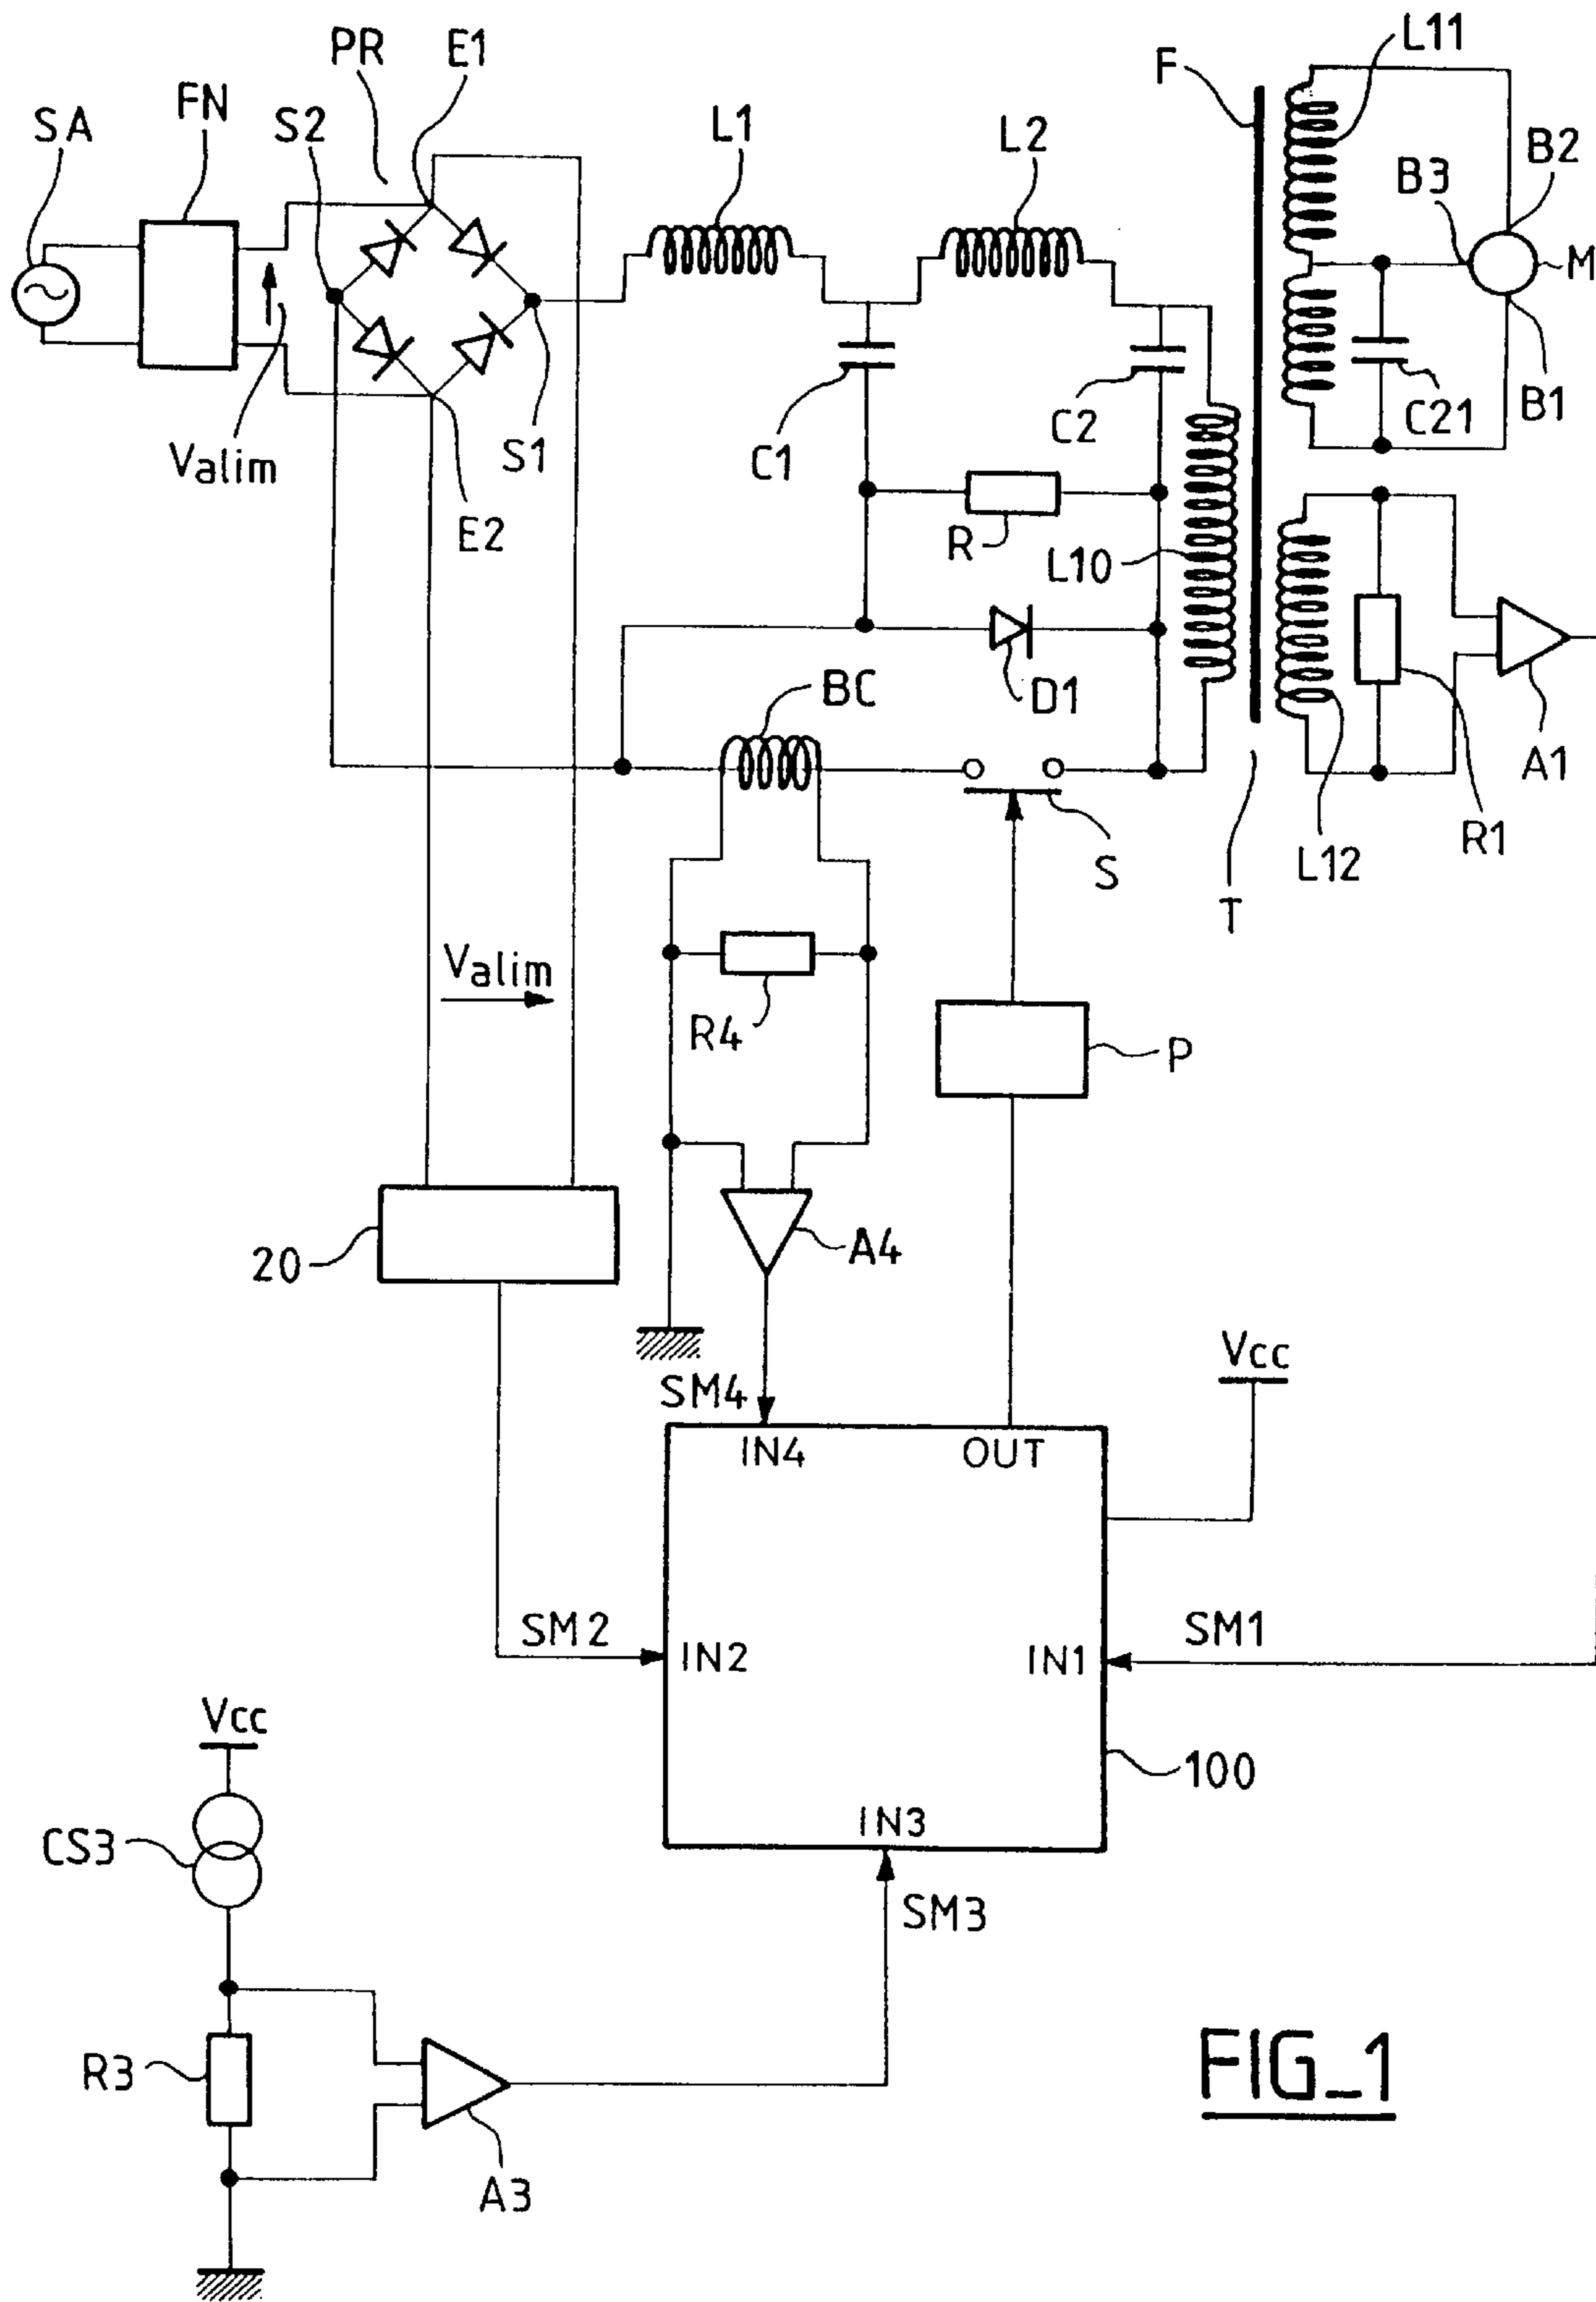 PR
E1
L11
F
FN
SA
S2
L1
L2
B2
B3
M
Valim
S1
C1
C2
C21
B1
E2
R
L10
BC
D1
A1
S
T
L12
R1
Valim
R4
P
20
A4
Vcc
SM4
IN4
OUT
SM2
IN2
IN1
SM1
Vcc
100
IN3
CS3
SM3
R3
A3
FIG_1